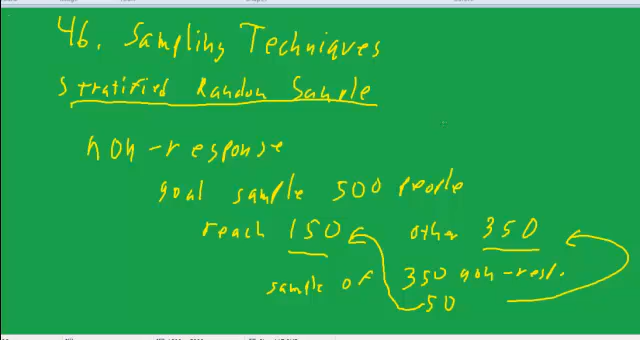 46. Sampling Techniques
Stratified Random Sample
non-response
goal sample 500 people
reach 150 other 350
sample of 350 non-resp.
50